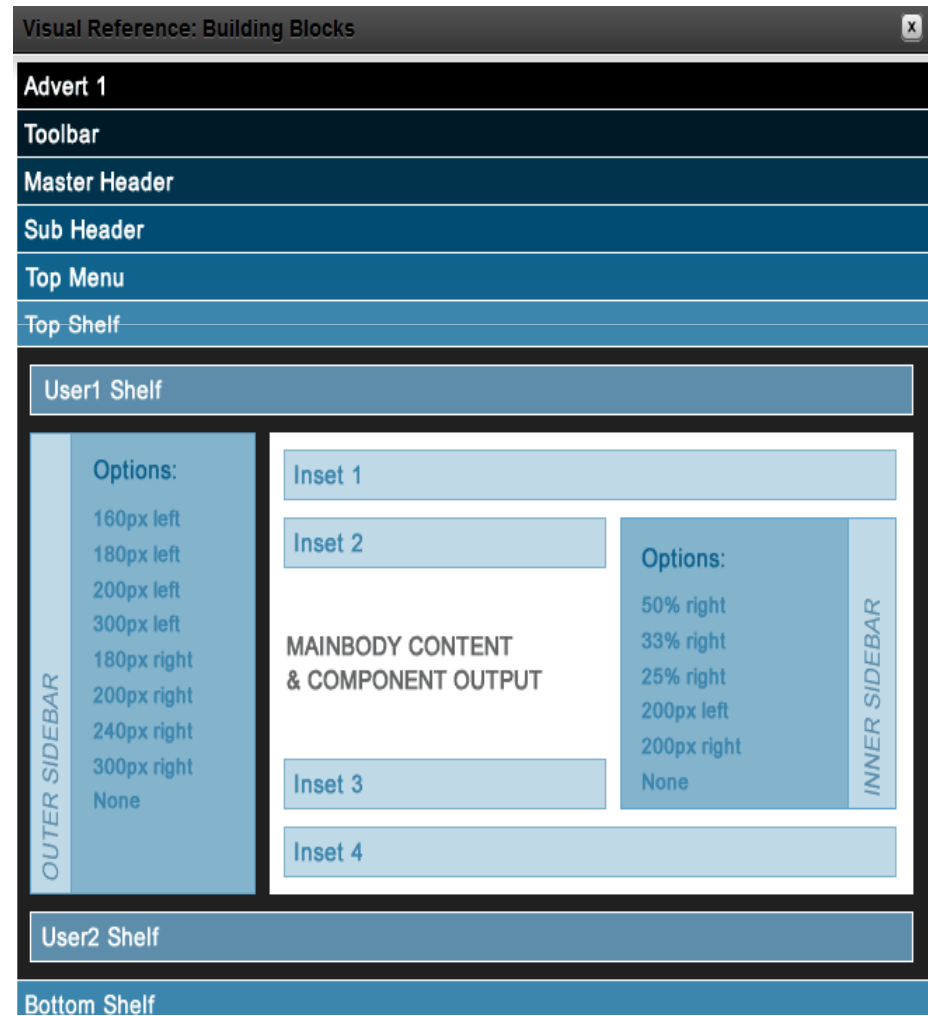 Visual Reference: Building Blocks
x
Advert 1
Toolbar
Master Header
Sub Header
Top Menu
Top Shelf
User1 Shelf
OUTER SIDEBAR
Options:
160px left
180px left
200px left
300px left
180px right
200px right
240px right
300px right
None
Inset 1
Inset 2
MAINBODY CONTENT
& COMPONENT OUTPUT
Inset 3
Inset 4
Options:
50% right
33% right
25% right
200px left
200px right
None
INNER SIDEBAR
User2 Shelf
Bottom Shelf